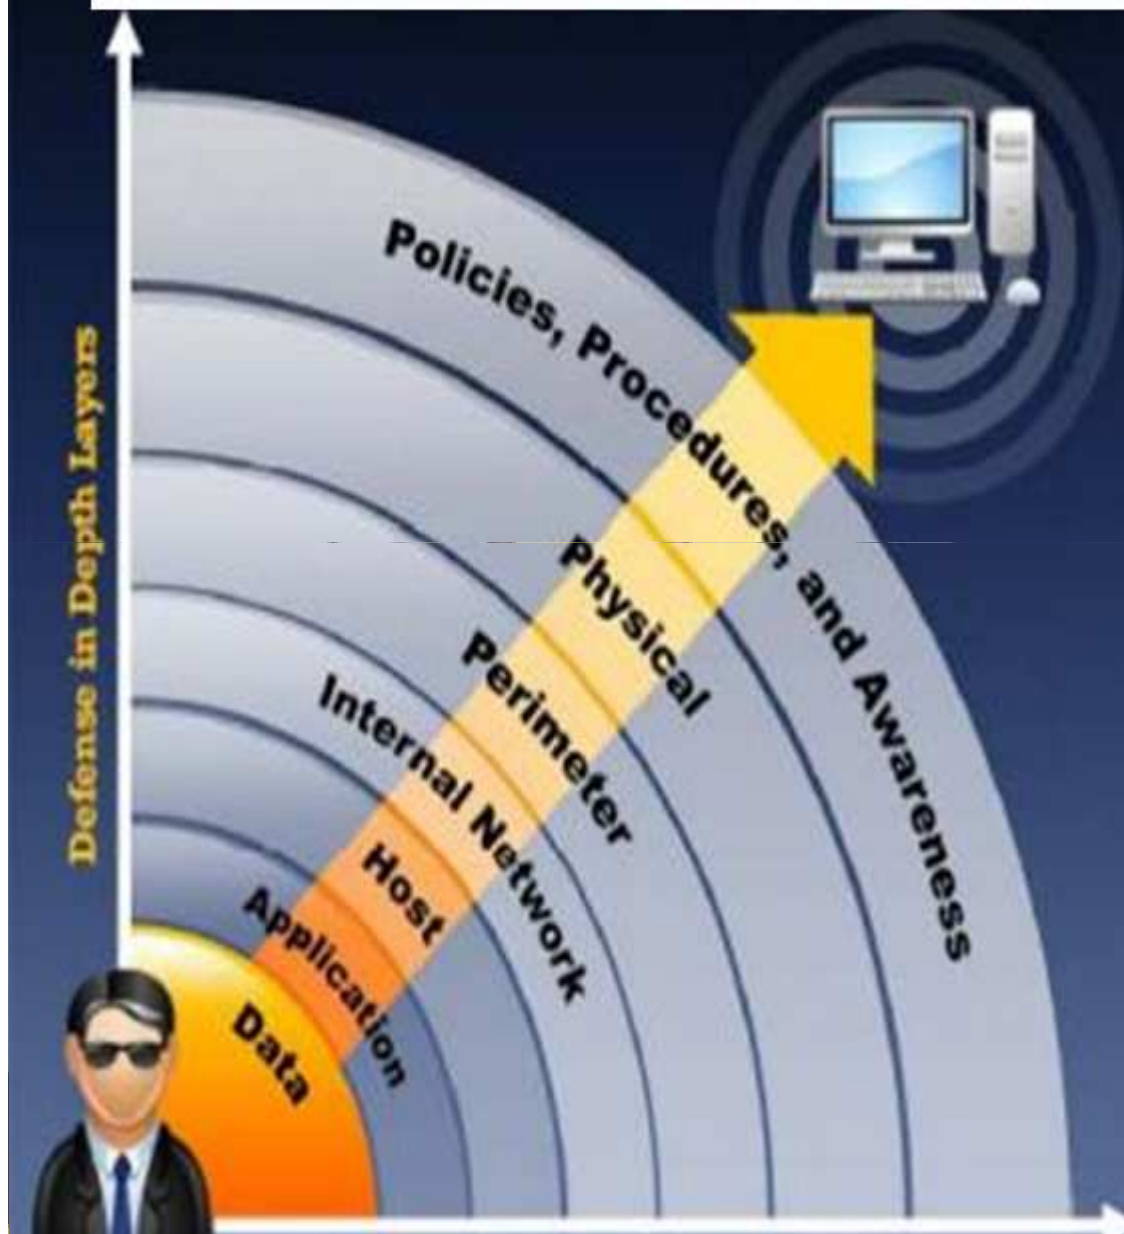 Defense in Depth Layers
Policies, Procedures, and Awareness
Physical
Perimeter
Internal Network
Host
Application
Data